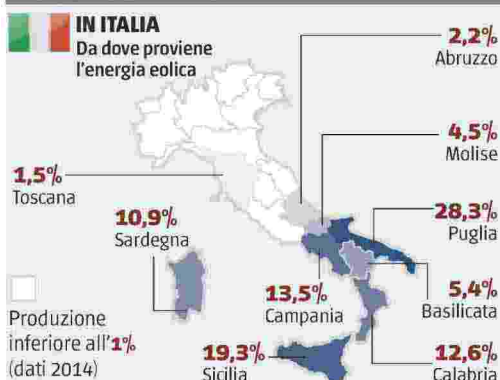 IN ITALIA
Da dove proviene
l'energia eolica
2,2%
Abruzzo
4,5%
Molise
1,5%
Toscana
28,3%
Puglia
10,9%
Sardegna
5,4%
Basilicata
13,5%
Campania
12,6%
Calabria
19,3%
Sicilia
Produzione
inferiore all'1%
(dati 2014)